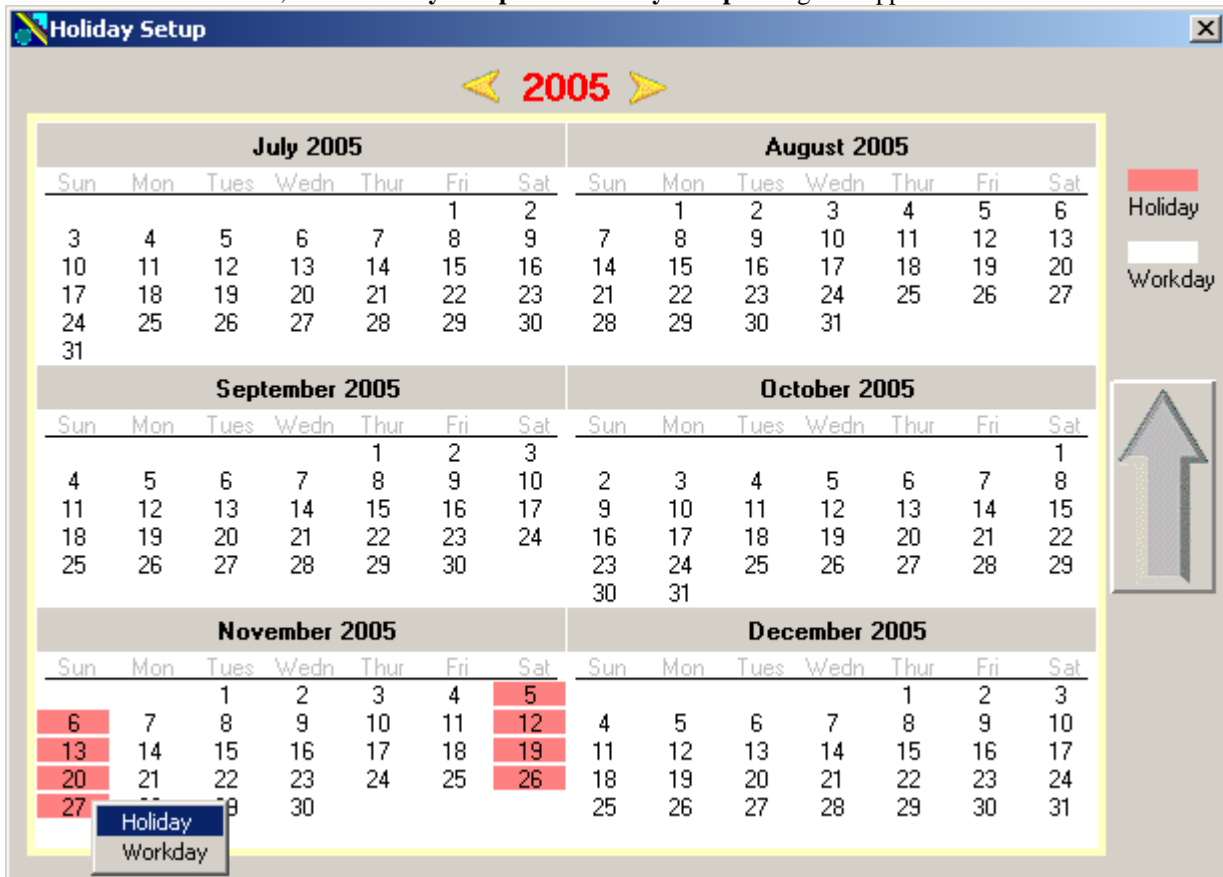 Holiday Setup
2005
July 2005
Sun Mon Tues Wedn Thur Fri Sat
1 2
3 4 5 6 7 8 9
10 11 12 13 14 15 16
17 18 19 20 21 22 23
24 25 26 27 28 29 30
31
August 2005
Sun Mon Tues Wedn Thur Fri Sat
1 2 3 4 5 6
7 8 9 10 11 12 13
14 15 16 17 18 19 20
21 22 23 24 25 26 27
28 29 30 31
September 2005
Sun Mon Tues Wedn Thur Fri Sat
1 2 3
4 5 6 7 8 9 10
11 12 13 14 15 16 17
18 19 20 21 22 23 24
25 26 27 28 29 30
October 2005
Sun Mon Tues Wedn Thur Fri Sat
1
2 3 4 5 6 7 8
9 10 11 12 13 14 15
16 17 18 19 20 21 22
23 24 25 26 27 28 29
30 31
November 2005
Sun Mon Tues Wedn Thur Fri Sat
1 2 3 4 5
6 7 8 9 10 11 12
13 14 15 16 17 18 19
20 21 22 23 24 25 26
27 30
Holiday
Workday
December 2005
Sun Mon Tues Wedn Thur Fri Sat
1 2 3
4 5 6 7 8 9 10
11 12 13 14 15 16 17
18 19 20 21 22 23 24
25 26 27 28 29 30 31
Holiday
Workday